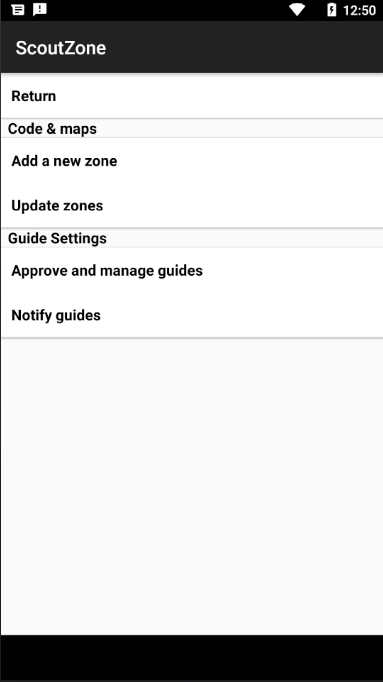 12:50
ScoutZone
Return
Code & maps
Add a new zone
Update zones
Guide Settings
Approve and manage guides
Notify guides